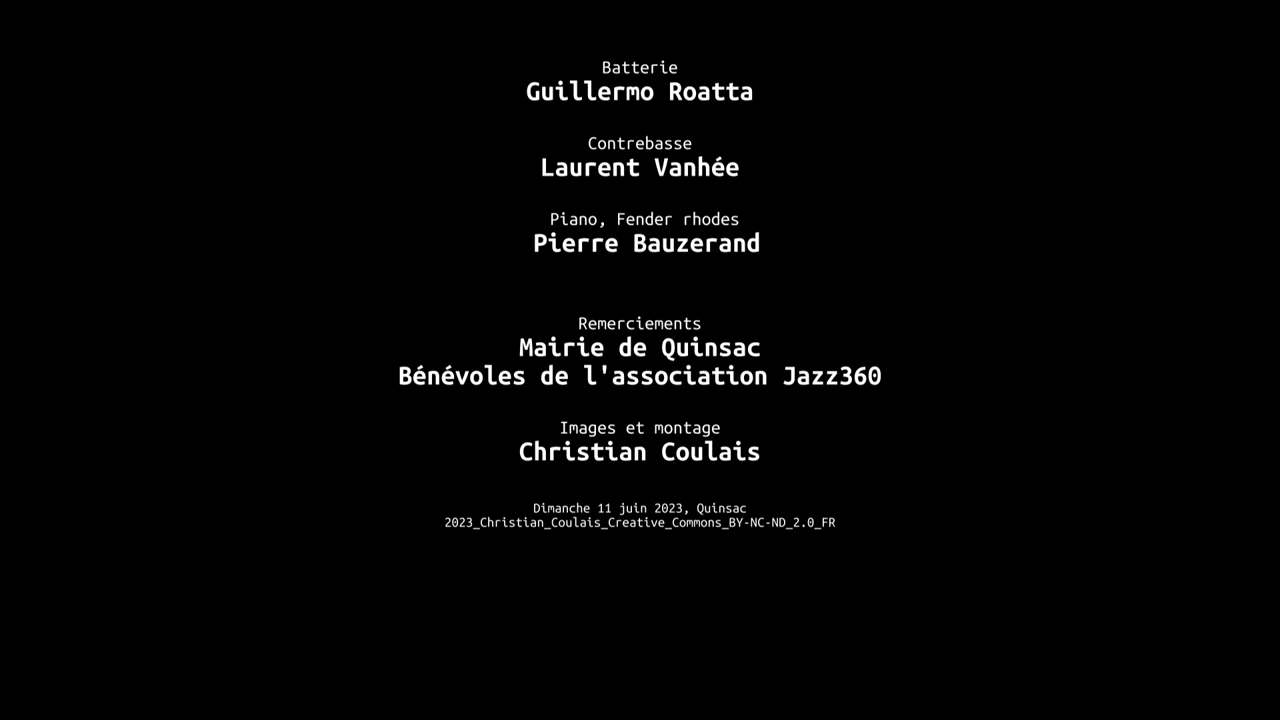 Batterie
Guillermo Roatta
Contrebasse
Laurent Vanhée
Piano, Fender rhodes
Pierre Bauzerand
Remerciements
Mairie de Quinsac
Bénévoles de l'association Jazz360
Images et montage
Christian Coulais
Dimanche 11 juin 2023, Quinsac
2023_Christian_Coulais_Creative_Commons_BY-NC-ND_2.0_FR